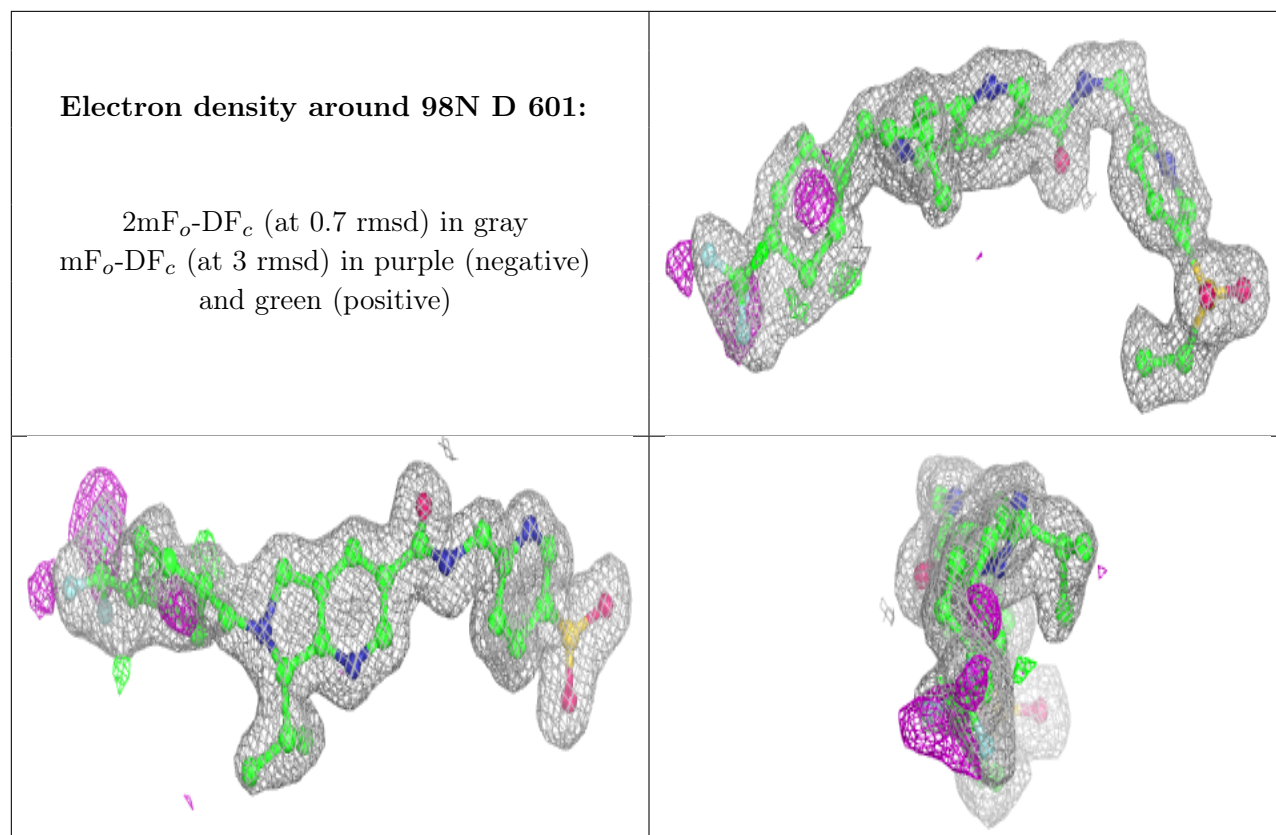 Electron density around 98N D 601:
2mFo-DFc (at 0.7 rmsd) in gray
mFo-DFc (at 3 rmsd) in purple (negative)
and green (positive)